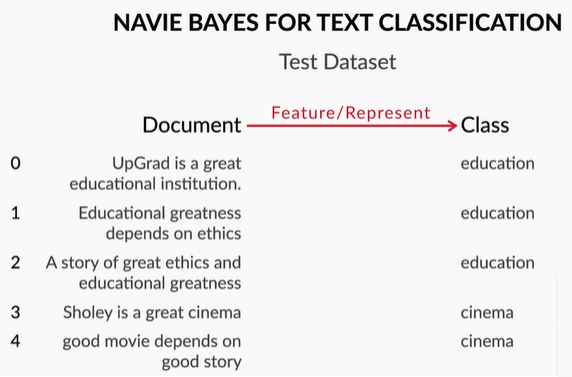 NAVIE BAYES FOR TEXT CLASSIFICATION
Test Dataset
Feature/Represent
Document Class
0 UpGrad is a great education
educational institution.
1 Educational greatness education
depends on ethics
2 A story of great ethics and education
educational greatness
3 Sholey is a great cinema cinema
4 good movie depends on cinema
good story